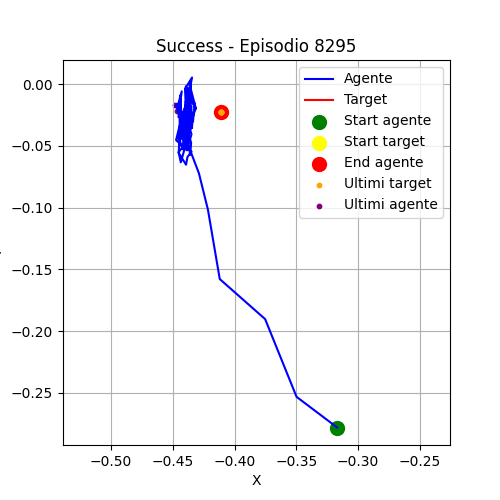 Success - Episodio 8295
0.00
−0.05
−0.10
−0.15
−0.20
−0.25
Agente
Target
Start agente
Start target
End agente
Ultimi target
Ultimi agente
−0.50
−0.45
−0.40
−0.35
−0.30
−0.25
X